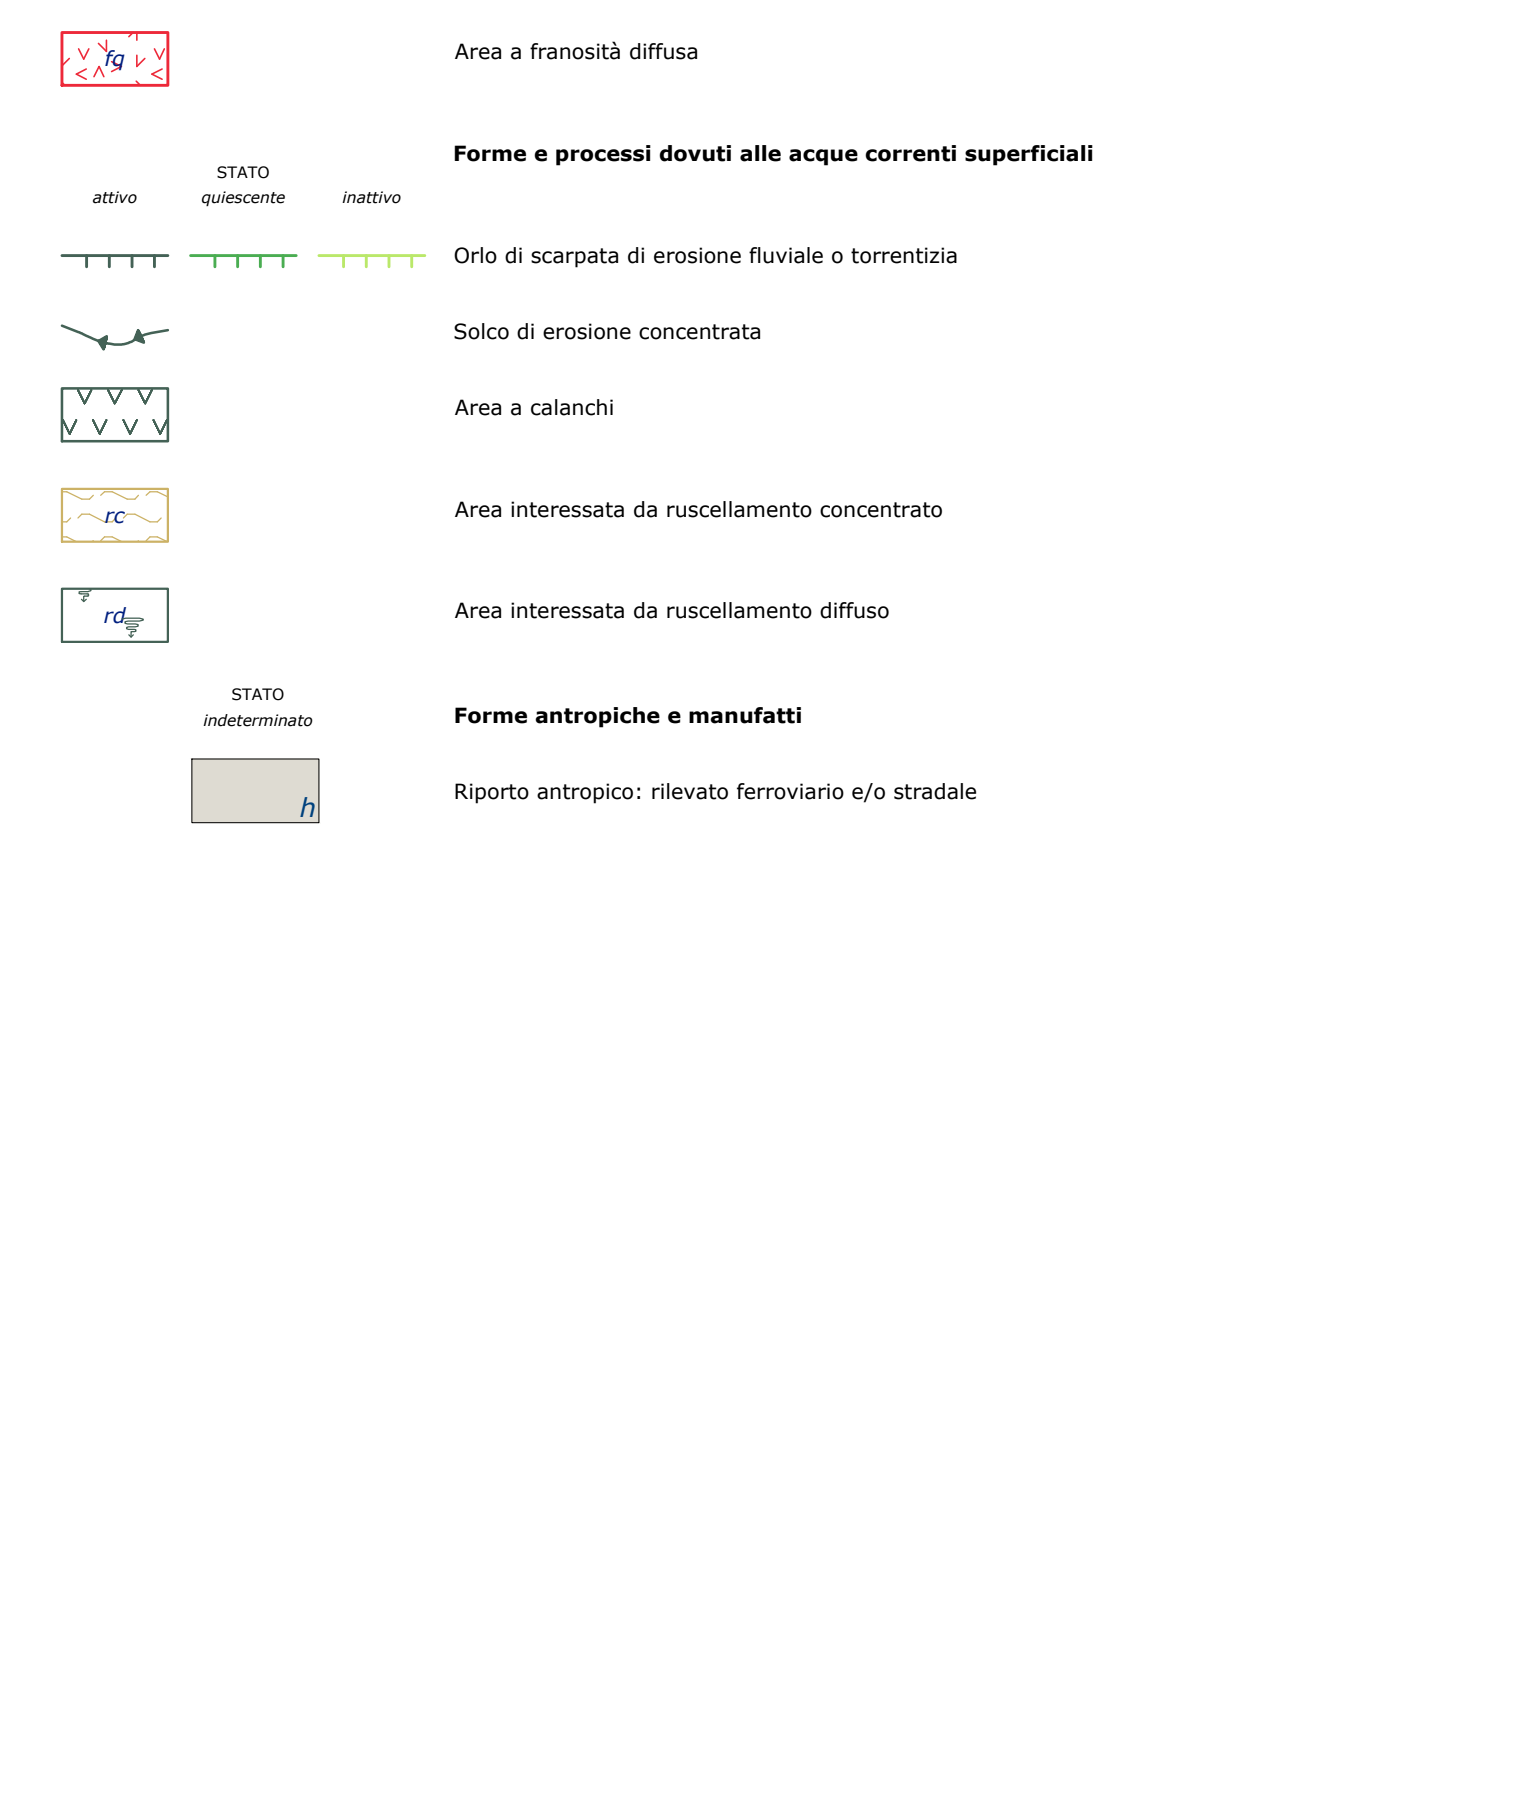 fq
Area a franosità diffusa
Forme e processi dovuti alle acque correnti superficiali
STATO
attivo quiescente inattivo
Orlo di scarpata di erosione fluviale o torrentizia
Solco di erosione concentrata
Area a calanchi
rc
Area interessata da ruscellamento concentrato
rd
Area interessata da ruscellamento diffuso
STATO
indeterminato
Forme antropiche e manufatti
Riporto antropico: rilevato ferroviario e/o stradale
h